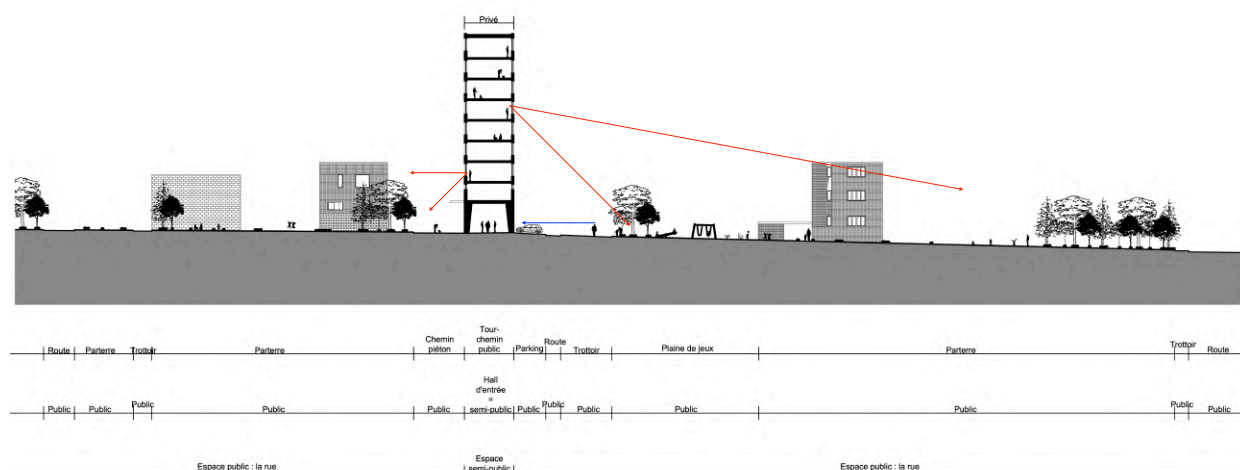 Privé
Route
Parterre
Trottoir
Parterre
Chemin
piéton
Tour-
chemin
public
Parking
Route
Trottoir
Plaine de jeux
Parterre
Trottoir
Route
Public
Public
Public
Public
Public
Hall
d'entrée
=
semi-public
Public
Public
Public
Public
Public
Public
Public
Espace public : la rue
Espace
semi-public
Espace public : la rue